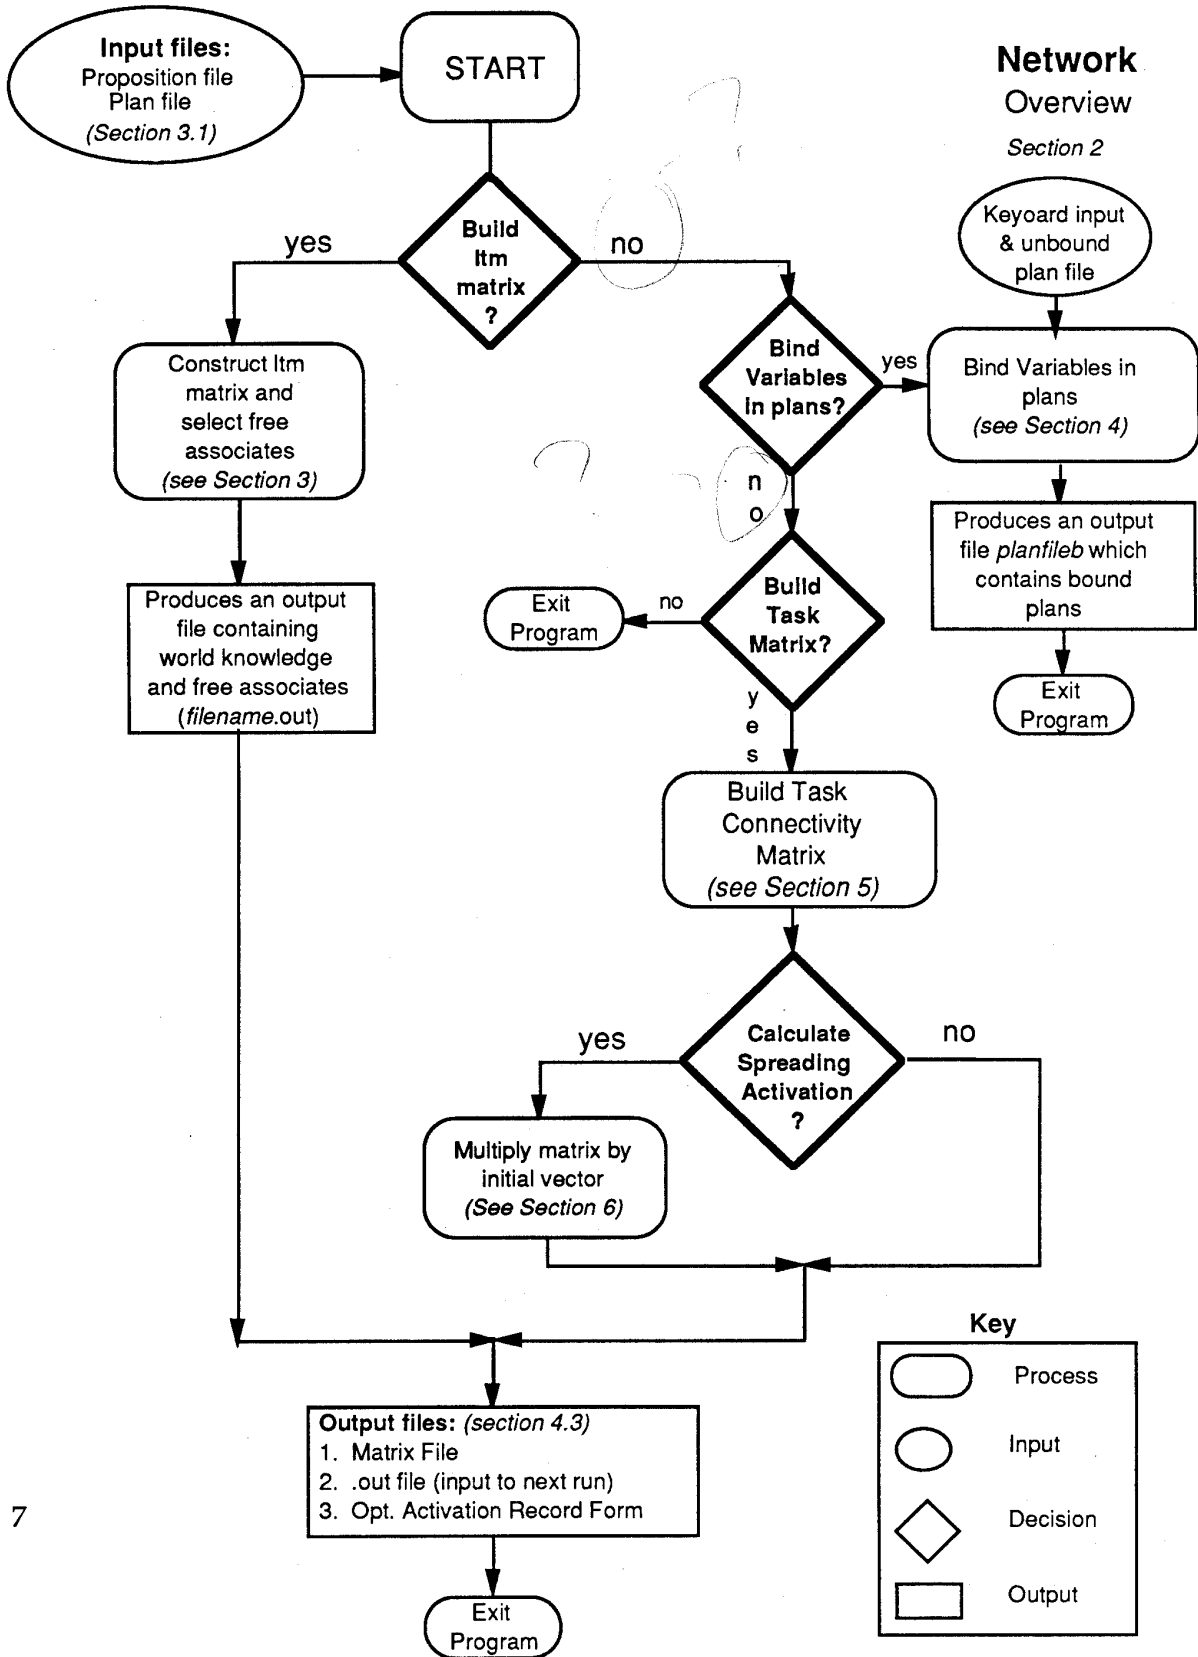 Input files:
Proposition file
Plan file
(Section 3.1)
START
Network
Overview
Section 2
Keyoard input
& unbound
plan file
yes
Build
ltm
matrix
?
no
Construct ltm
matrix and
select free
associates
(see Section 3)
Bind
Variables
in plans?
yes
Bind Variables in
plans
(see Section 4)
n
o
Produces an output
file planfileb which
contains bound
plans
Produces an output
file containing
world knowledge
and free associates
(filename.out)
Exit
Program
no
Build
Task
Matrix?
Exit
Program
y
e
s
Build Task
Connectivity
Matrix
(see Section 5)
yes
Calculate
Spreading
Activation
?
no
Multiply matrix by
initial vector
(See Section 6)
Key
Process
Input
Decision
Output
Output files: (section 4.3)
1. Matrix File
2. .out file (input to next run)
3. Opt. Activation Record Form
7
Exit
Program